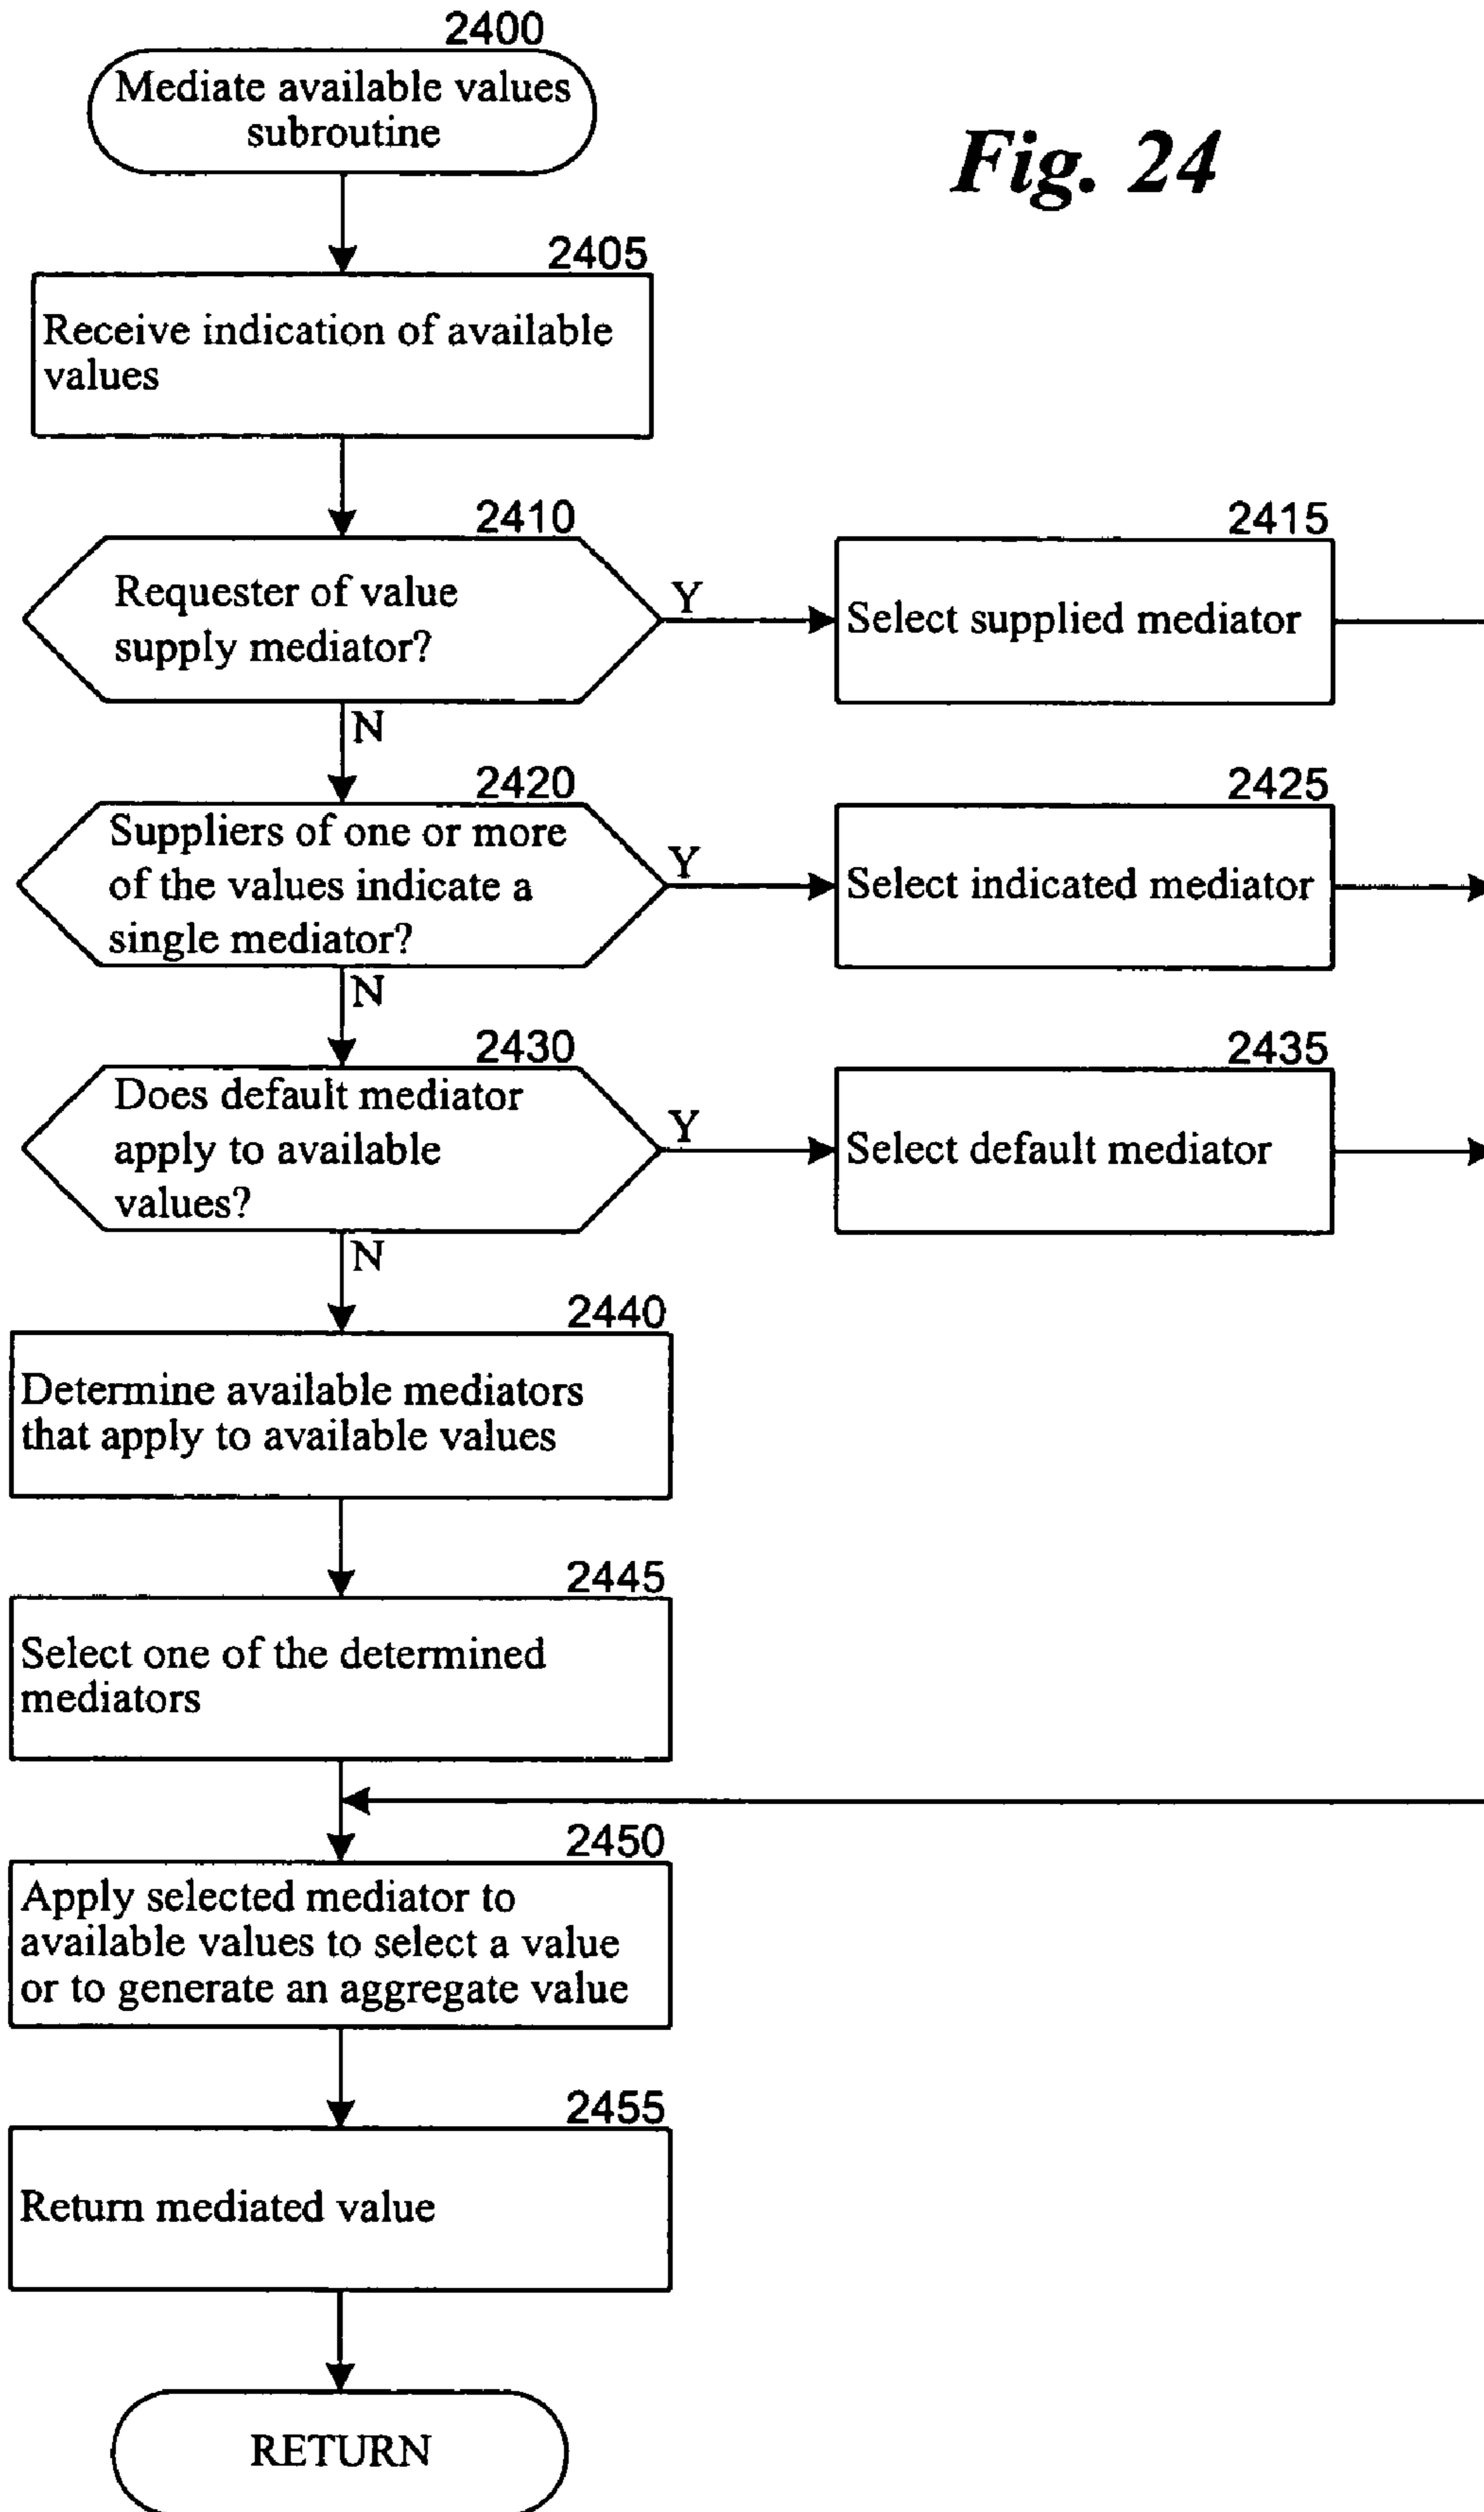 2400
Mediate available values
subroutine
Fig. 24
2405
Receive indication of available
values
2410
Requester of value
supply mediator?
Y
2415
Select supplied mediator
N
2420
Suppliers of one or more
of the values indicate a
single mediator?
Y
2425
Select indicated mediator
N
2430
Does default mediator
apply to available
values?
Y
2435
Select default mediator
N
2440
Determine available mediators
that apply to available values
2445
Select one of the determined
mediators
2450
Apply selected mediator to
available values to select a value
or to generate an aggregate value
2455
Return mediated value
RETURN